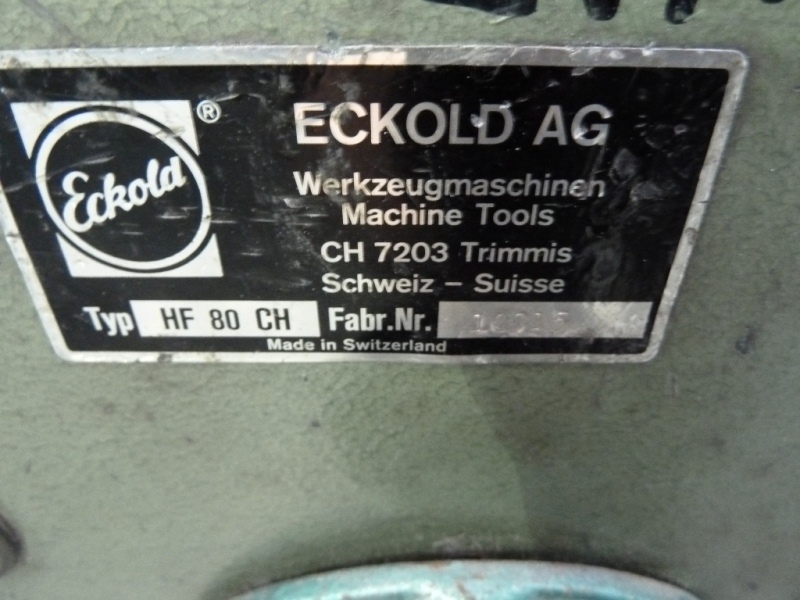 Eckold ®
ECKOLD AG
Werkzeugmaschinen
Machine Tools
CH 7203 Trimmis
Schweiz – Suisse
Typ HF 80 CH Fabr.Nr.
Made in Switzerland